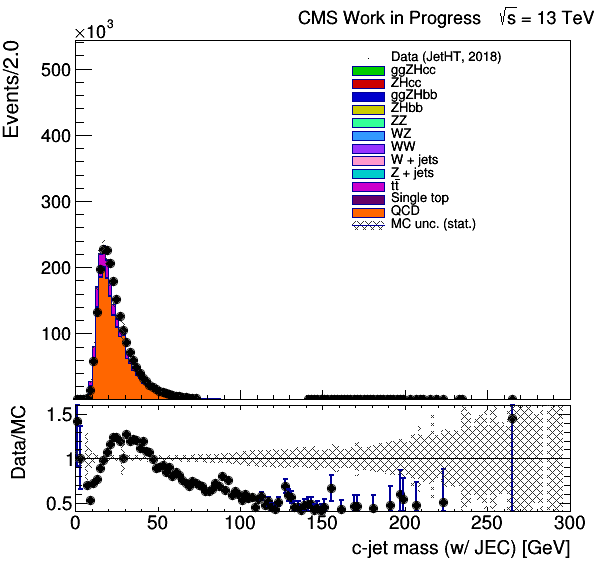 CMS Work in Progress √s = 13 TeV
×10³
Events/2.0
500
400
300
200
100
Data (JetHT, 2018)
ggZHcc
ZHcc
ggZHbb
ZHbb
ZZ
WZ
WW
W + jets
Z + jets
tt̄
Single top
QCD
MC unc. (stat.)
Data/MC
1.5
1
0.5
0 50 100 150 200 250 300
c-jet mass (w/ JEC) [GeV]